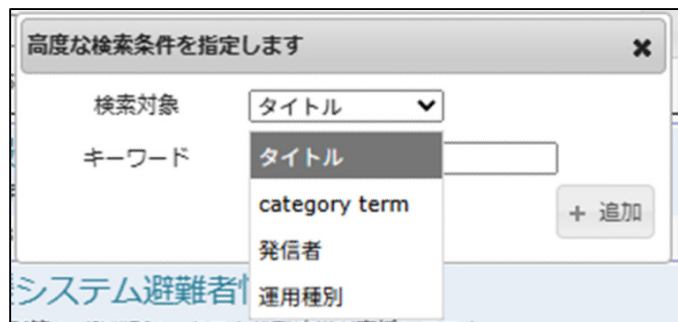 高度な検索条件を指定します
検索対象 タイトル
キーワード
タイトル
category term
発信者
運用種別
+ 追加
システム避難者